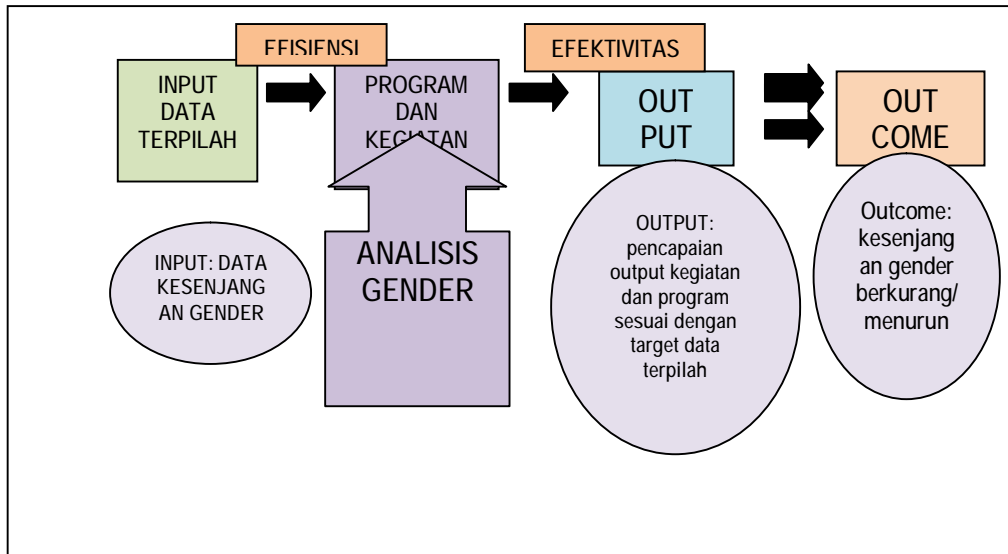 EFISIENSI
EFEKTIVITAS
INPUT
DATA
TERPILAH
PROGRAM
DAN
KEGIATAN
OUT
PUT
OUT
COME
ANALISIS
GENDER
INPUT: DATA
KESENJANG
AN GENDER
OUTPUT:
pencapaian
output kegiatan
dan program
sesuai dengan
target data
terpilah
Outcome:
kesenjang
an gender
berkurang/
menurun